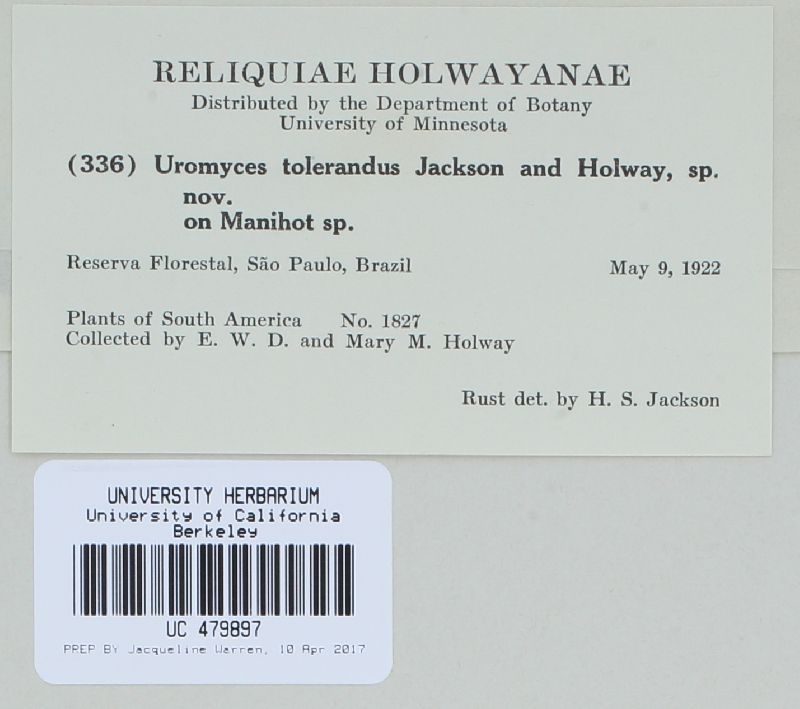 RELIQUIAE HOLWAYANAE
Distributed by the Department of Botany
University of Minnesota
(336) Uromyces tolerandus Jackson and Holway, sp.
nov.
on Manihot sp.
Reserva Florestal, São Paulo, Brazil May 9, 1922
Plants of South America No. 1827
Collected by E. W. D. and Mary M. Holway
Rust det. by H. S. Jackson
UNIVERSITY HERBARIUM
University of California
Berkeley
UC 479897
PREP BY Jacqueline Warren, 10 Apr 2017